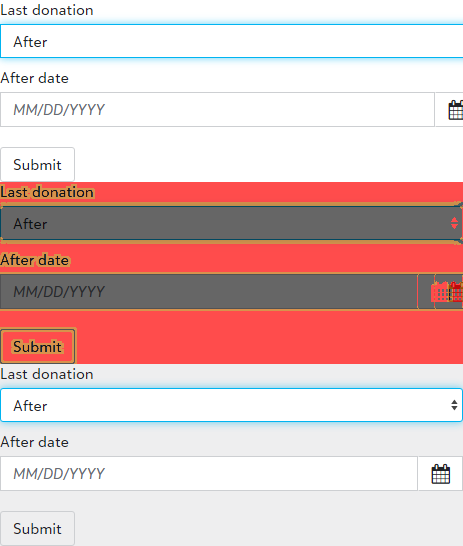 Last donation
After
After date
MM/DD/YYYY
Submit
Last donation
After
After date
MM/DD/YYYY
Submit
Last donation
After
After date
MM/DD/YYYY
Submit